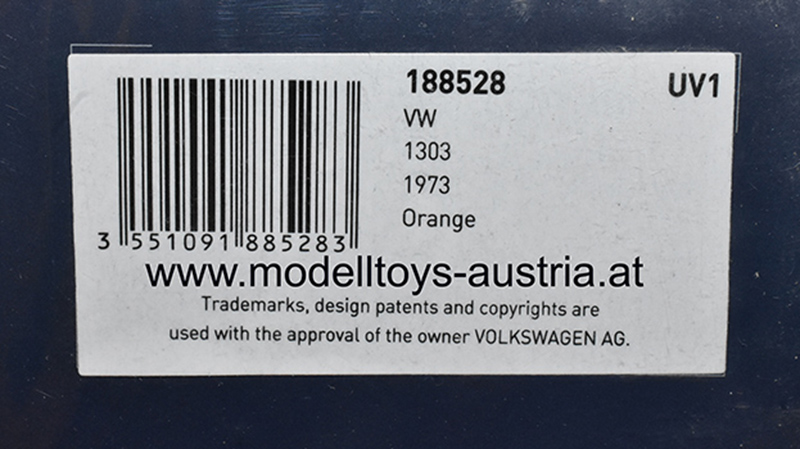 188528 UV1
VW
1303
1973
Orange
3 551091 885283
www.modelltoys-austria.at
Trademarks, design patents and copyrights are
used with the approval of the owner VOLKSWAGEN AG.